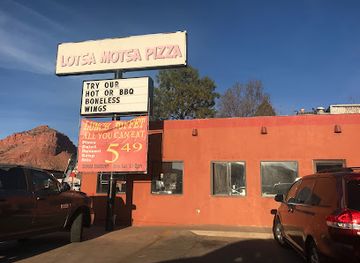 LOTSA MOTSA PIZZA
TRY OUR
HOT OR BBQ
BONELESS
WINGS
LUNCH BUFFET
ALL YOU CAN EAT
5.49